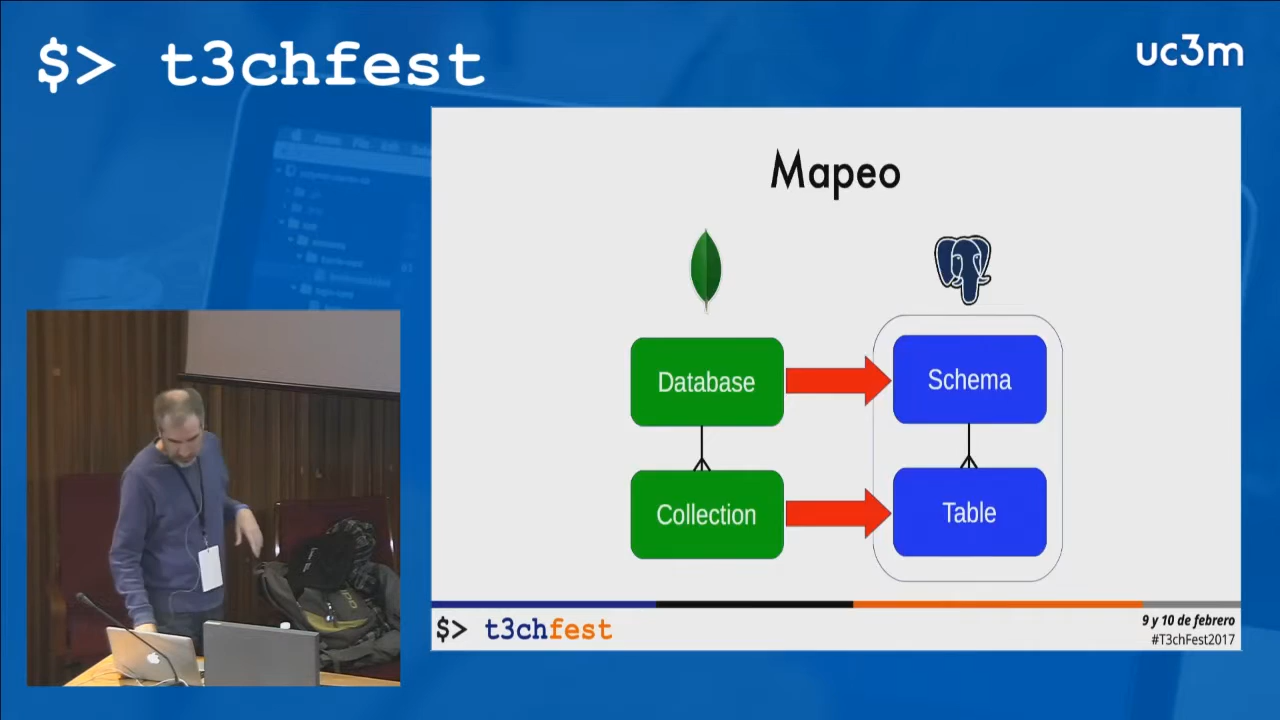 $> t3chfest
uc3m
Mapeo
Database
Schema
Collection
Table
$> t3chfest
9 y 10 de febrero
#T3chFest2017